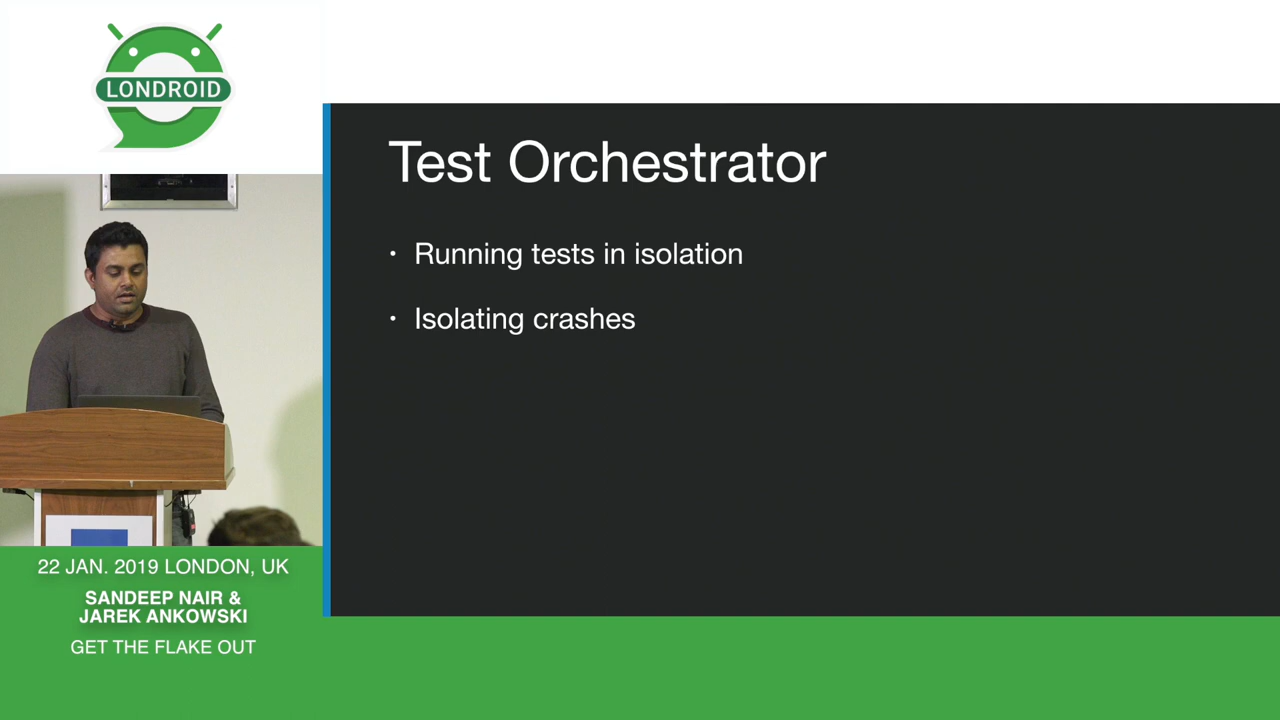 LONDROID
Test Orchestrator
• Running tests in isolation
• Isolating crashes
22 JAN. 2019 LONDON, UK
SANDEEP NAIR &
JAREK ANKOWSKI
GET THE FLAKE OUT